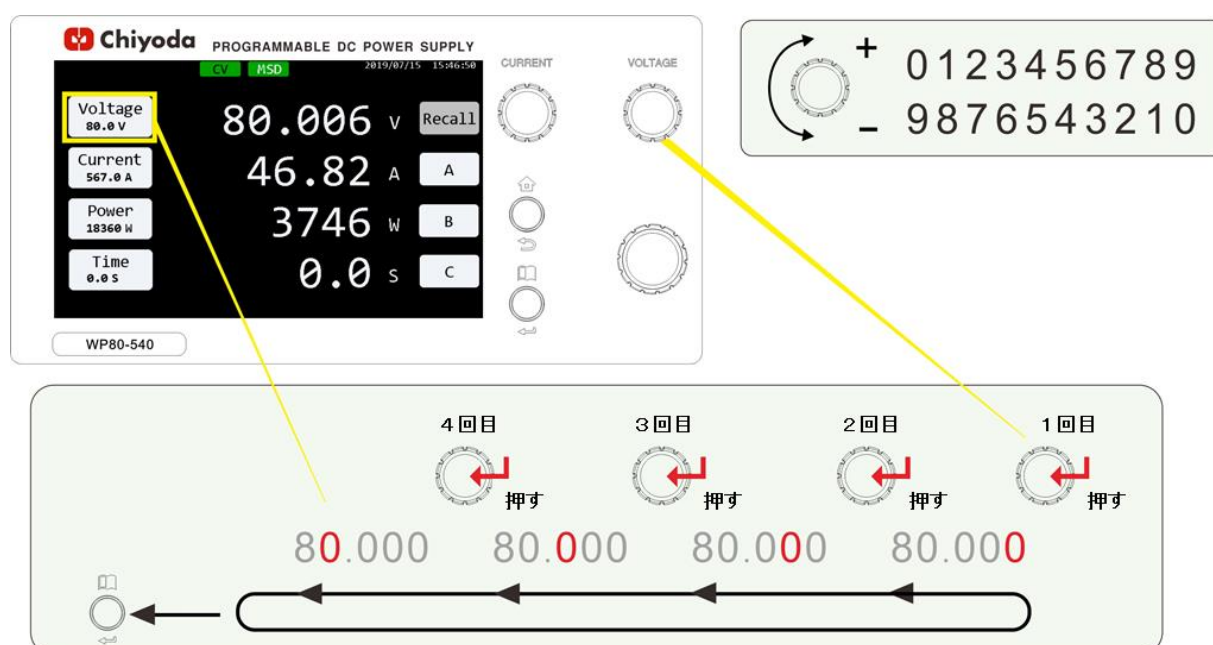 Chiyoda PROGRAMMABLE DC POWER SUPPLY
CV MSD 2019/07/15 15:46:50
CURRENT VOLTAGE
Voltage
80.0 V
80.006 V
Recall
Current
567.0 A
46.82 A
A
Power
18360 W
3746 W
B
Time
0.0 S
0.0 S
C
WP80-540
+ 0123456789
- 9876543210
4回目 3回目 2回目 1回目
押す 押す 押す 押す
80.000 80.000 80.000 80.000